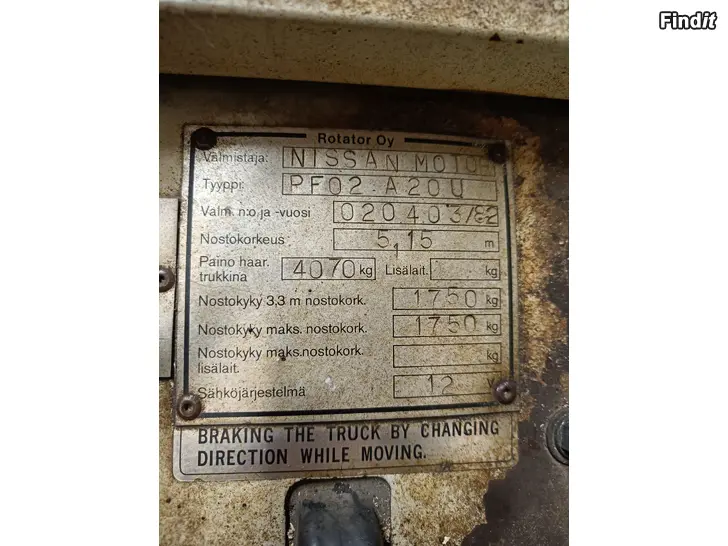 Findit
Rotator Oy
Valmistaja: NISSAN MOTOR
Tyyppi PF02 A20U
Valm. n:o ja -vuosi 020403/82
Nostokorkeus 5,15 m
Paino haar. trukkina 4070 kg Lisälait. kg
Nostokyky 3,3 m nostokork. 1750 kg
Nostokyky maks. nostokork. 1750 kg
Nostokyky maks.nostokork. kg
lisälait.
Sähköjärjestelmä 12 V
BRAKING THE TRUCK BY CHANGING
DIRECTION WHILE MOVING.